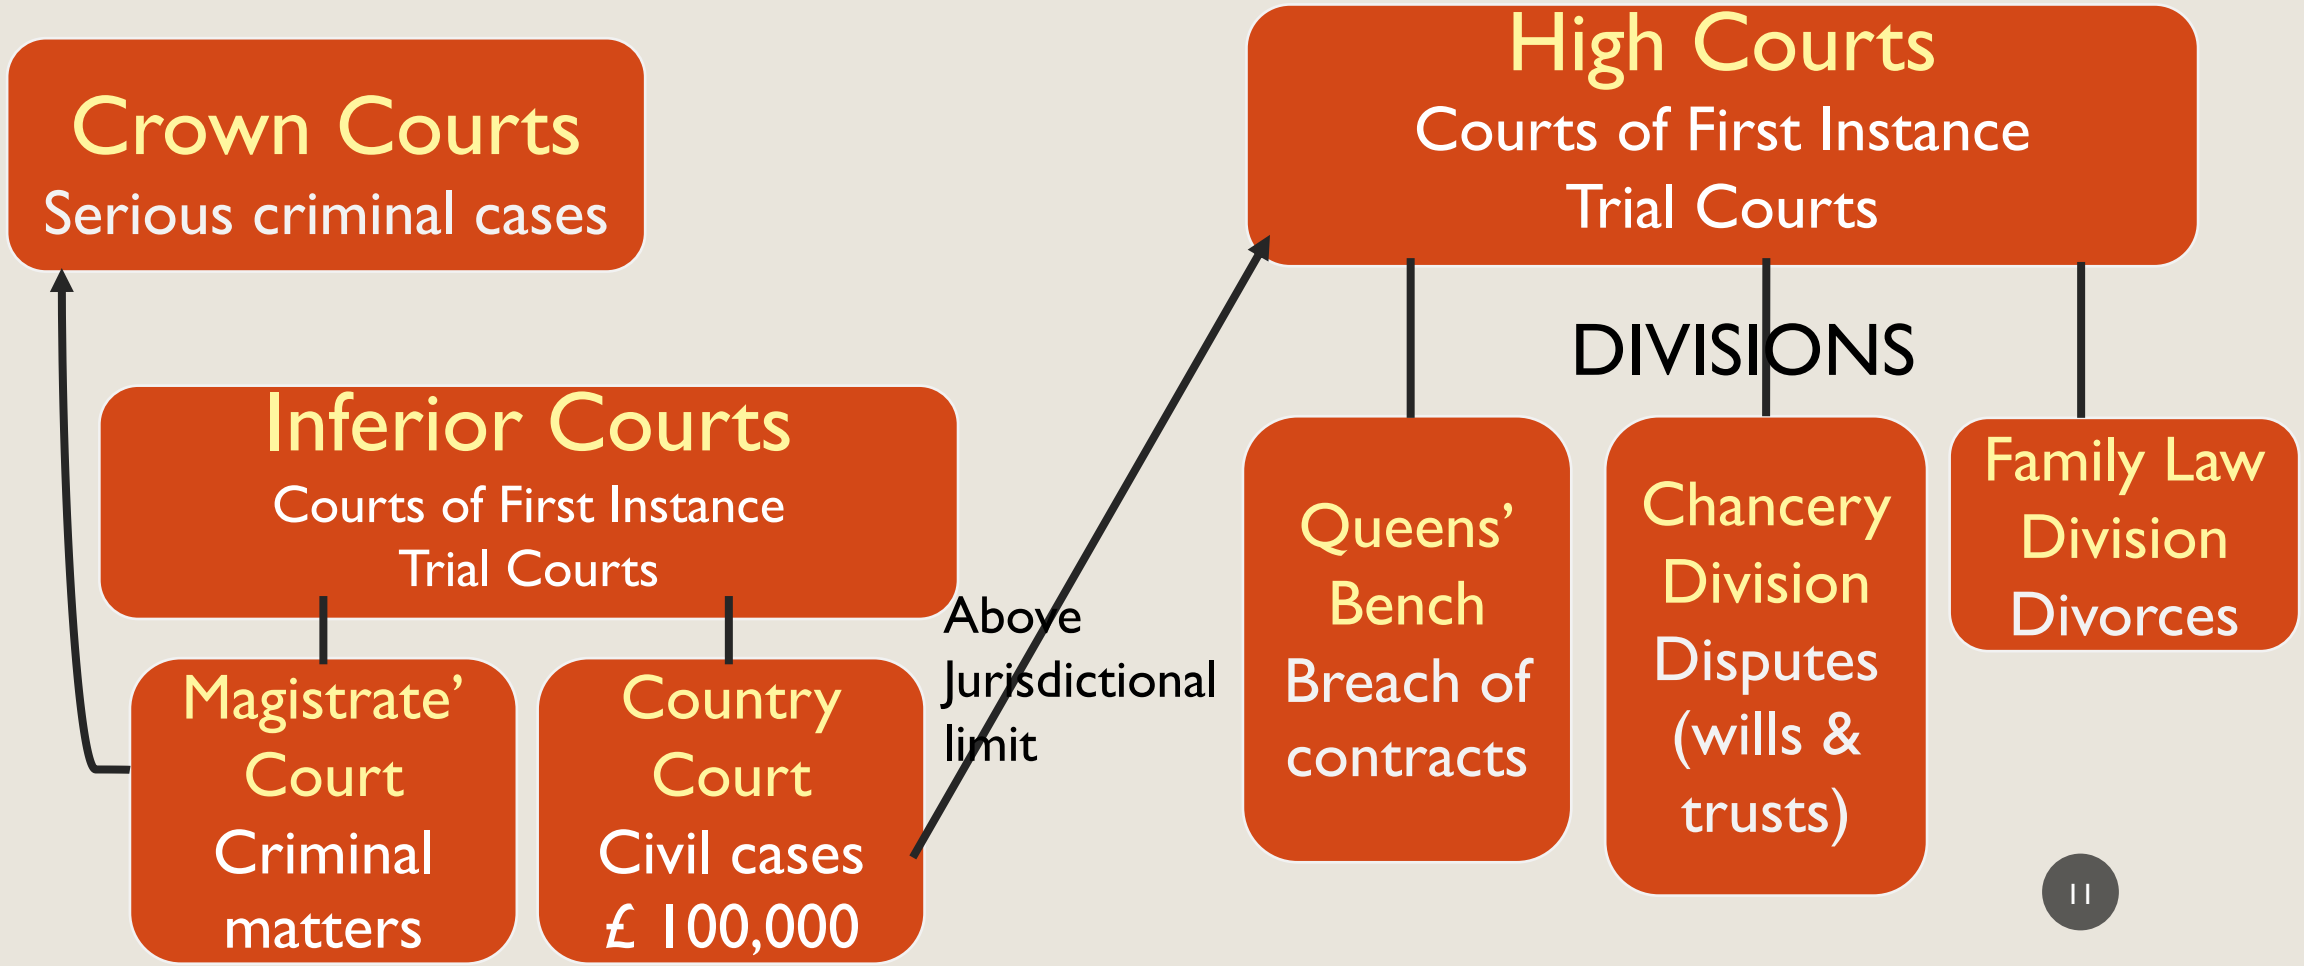 Crown Courts
Serious criminal cases
High Courts
Courts of First Instance
Trial Courts
DIVISIONS
Inferior Courts
Courts of First Instance
Trial Courts
Magistrate’
Court
Criminal
matters
Country
Court
Civil cases
£ 100,000
Above
Jurisdictional
limit
Queens’
Bench
Breach of
contracts
Chancery
Division
Disputes
(wills &
trusts)
Family Law
Division
Divorces
11